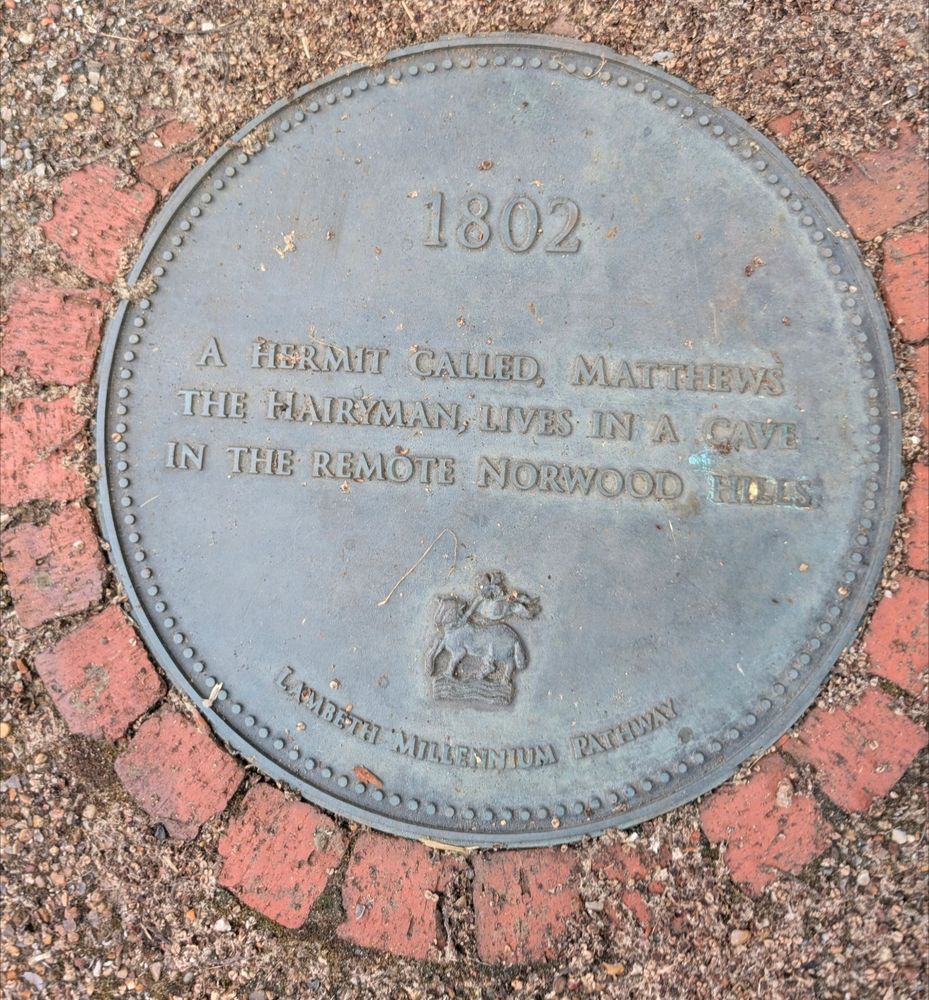 1802
A HERMIT CALLED, MATTHEWS
THE HAIRYMAN, LIVES IN A CAVE
IN THE REMOTE NORWOOD HILLS.
LAMBETH MILLENNIUM PATHWAY